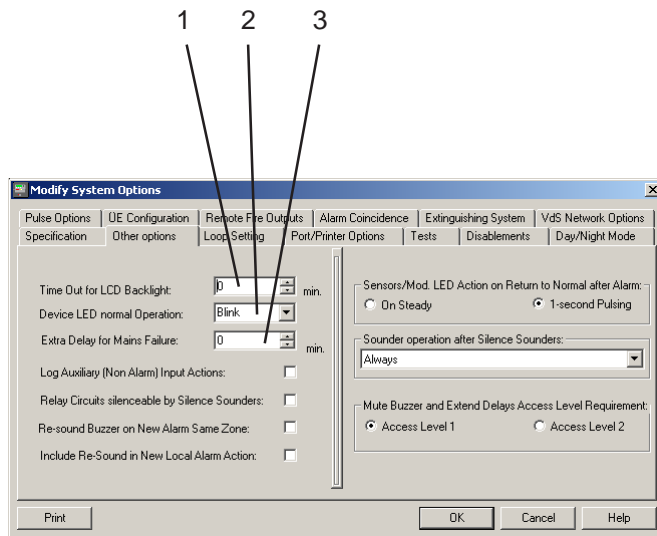 1 2 3
Modify System Options
Pulse Options ÜE Configuration Remote Fire Outputs Alarm Coincidence Extinguishing System VdS Network Options
Specification Other options Loop Setting Port/Printer Options Tests Disablements Day/Night Mode
Time Out for LCD Backlight: 0 min.
Device LED normal Operation: Blink
Extra Delay for Mains Failure: 0 min.
Log Auxiliary (Non Alarm) Input Actions:
Relay Circuits silenceable by Silence Sounders:
Re-sound Buzzer on New Alarm Same Zone:
Include Re-Sound in New Local Alarm Action:
Sensors/Mod. LED Action on Return to Normal after Alarm:
On Steady 1-second Pulsing
Sounder operation after Silence Sounders:
Always
Mute Buzzer and Extend Delays Access Level Requirement:
Access Level 1 Access Level 2
Print OK Cancel Help